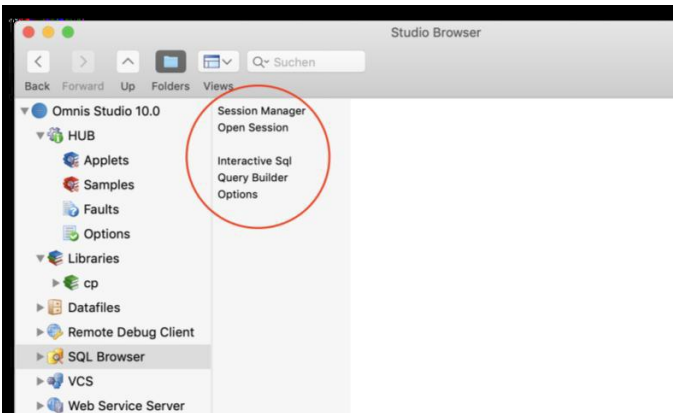 Studio Browser
Suchen
Back Forward Up Folders Views
Omnis Studio 10.0
HUB
Applets
Samples
Faults
Options
Libraries
cp
Datafiles
Remote Debug Client
SQL Browser
VCS
Web Service Server
Session Manager
Open Session
Interactive Sql
Query Builder
Options